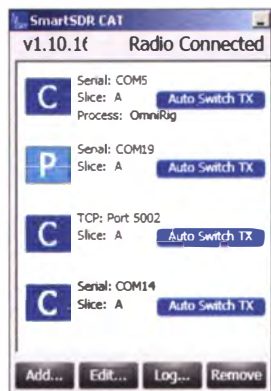 SmartSDR CAT
v1.10.16 Radio Connected
C
Serial: COM5
Slice: A Auto Switch TX
Process: OmniRig
P
Serial: COM19
Slice: A Auto Switch TX
C
TCP: Port 5002
Slice: A Auto Switch TX
C
Serial: COM14
Slice: A Auto Switch TX
Add... Edit... Log... Remove